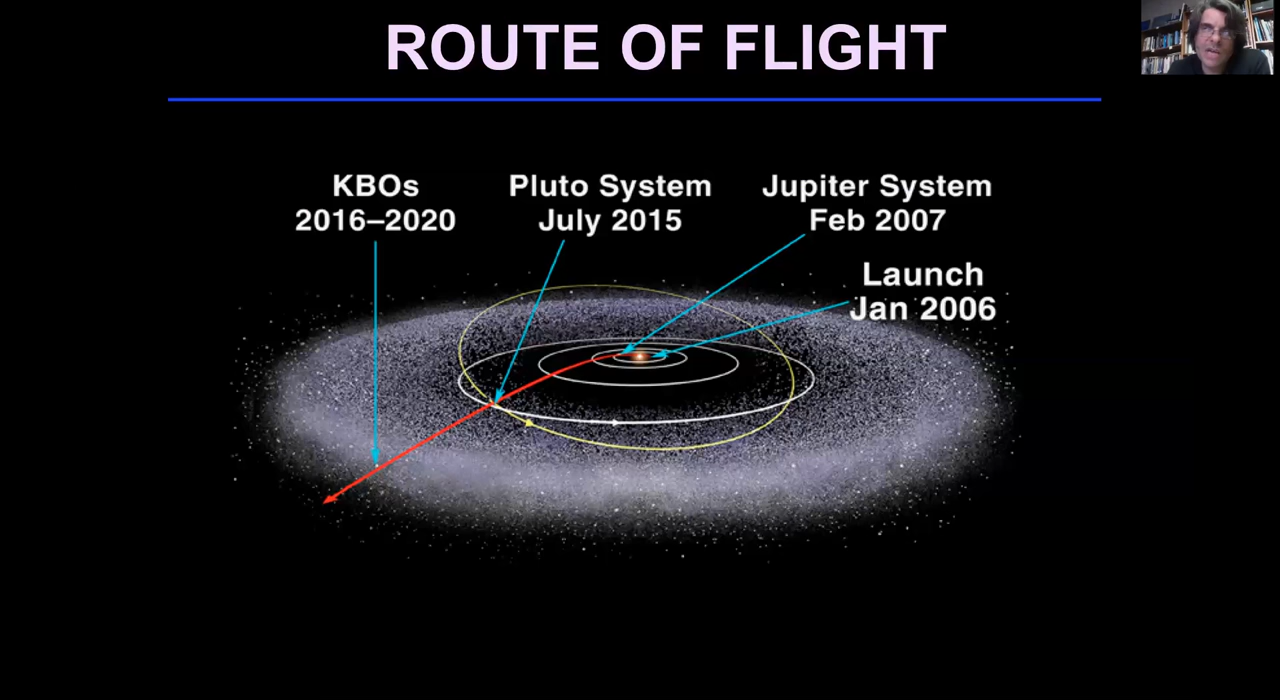 ROUTE OF FLIGHT
KBOs
2016–2020
Pluto System
July 2015
Jupiter System
Feb 2007
Launch
Jan 2006